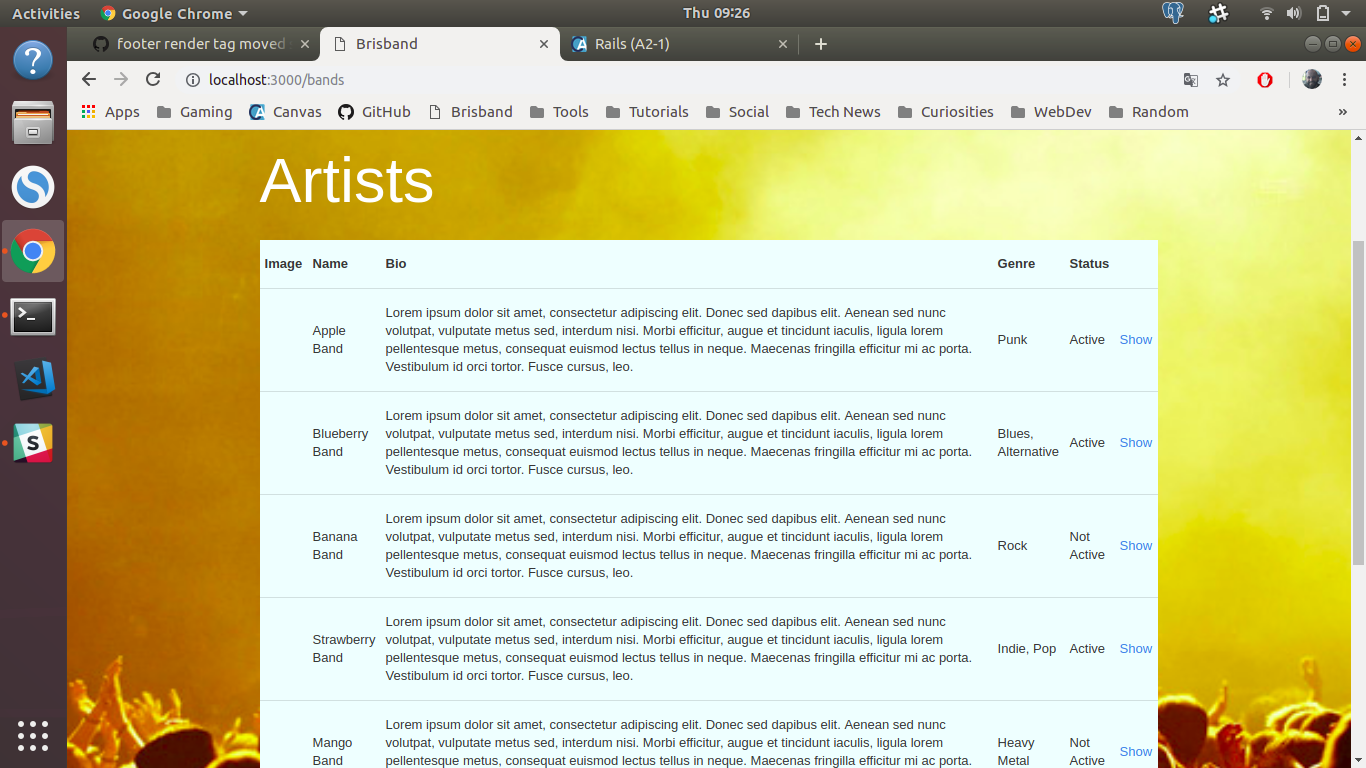 Activities Google Chrome Thu 09:26
footer render tag moved Brisband Rails (A2-1)
localhost:3000/bands
Apps Gaming Canvas GitHub Brisband Tools Tutorials Social Tech News Curiosities WebDev Random »
Artists
Image Name Bio Genre Status
Apple Band
Lorem ipsum dolor sit amet, consectetur adipiscing elit. Donec sed dapibus elit. Aenean sed nunc
volutpat, vulputate metus sed, interdum nisi. Morbi efficitur, augue et tincidunt iaculis, ligula lorem
pellentesque metus, consequat euismod lectus tellus in neque. Maecenas fringilla efficitur mi ac porta.
Vestibulum id orci tortor. Fusce cursus, leo.
Punk Active Show
Blueberry Band
Lorem ipsum dolor sit amet, consectetur adipiscing elit. Donec sed dapibus elit. Aenean sed nunc
volutpat, vulputate metus sed, interdum nisi. Morbi efficitur, augue et tincidunt iaculis, ligula lorem
pellentesque metus, consequat euismod lectus tellus in neque. Maecenas fringilla efficitur mi ac porta.
Vestibulum id orci tortor. Fusce cursus, leo.
Blues, Alternative Active Show
Banana Band
Lorem ipsum dolor sit amet, consectetur adipiscing elit. Donec sed dapibus elit. Aenean sed nunc
volutpat, vulputate metus sed, interdum nisi. Morbi efficitur, augue et tincidunt iaculis, ligula lorem
pellentesque metus, consequat euismod lectus tellus in neque. Maecenas fringilla efficitur mi ac porta.
Vestibulum id orci tortor. Fusce cursus, leo.
Rock Not Active Show
Strawberry Band
Lorem ipsum dolor sit amet, consectetur adipiscing elit. Donec sed dapibus elit. Aenean sed nunc
volutpat, vulputate metus sed, interdum nisi. Morbi efficitur, augue et tincidunt iaculis, ligula lorem
pellentesque metus, consequat euismod lectus tellus in neque. Maecenas fringilla efficitur mi ac porta.
Vestibulum id orci tortor. Fusce cursus, leo.
Indie, Pop Active Show
Mango Band
Lorem ipsum dolor sit amet, consectetur adipiscing elit. Donec sed dapibus elit. Aenean sed nunc
volutpat, vulputate metus sed, interdum nisi. Morbi efficitur, augue et tincidunt iaculis, ligula lorem
pellentesque metus, consequat euismod lectus tellus in neque. Maecenas fringilla efficitur mi ac porta.
Heavy Metal Not Active Show